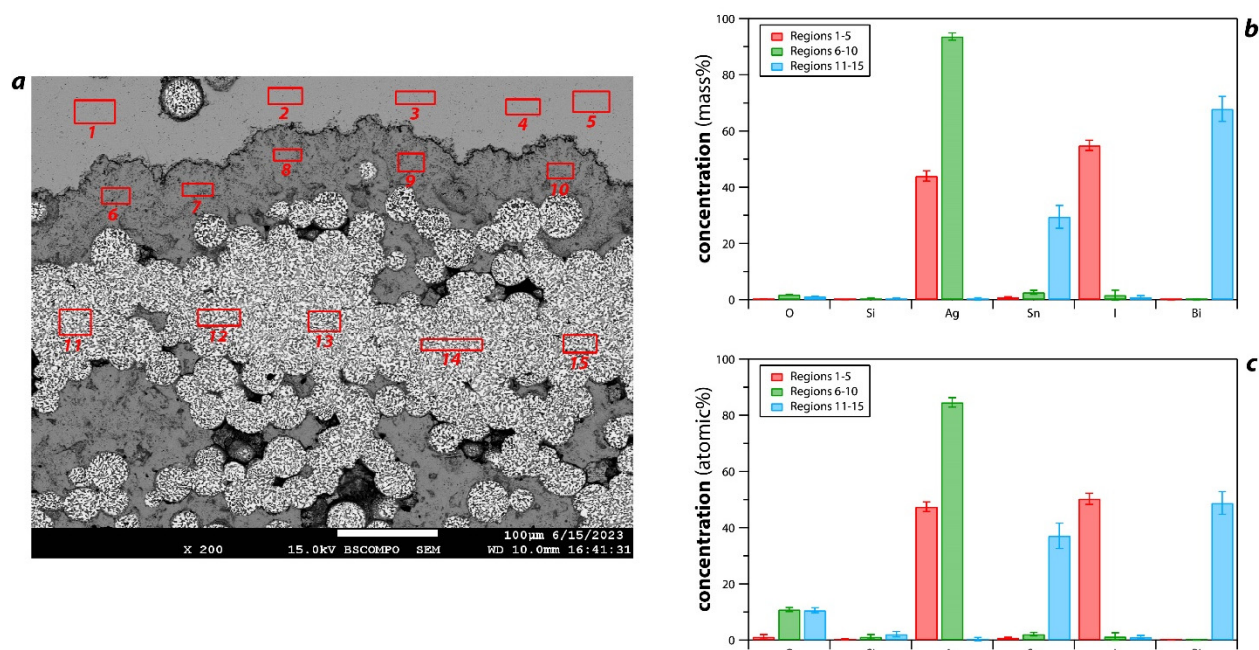 a
1
2
3
4
5
6
7
8
9
10
11
12
13
14
15
100µm 6/15/2023
X 200 15.0kV BSCOMPO SEM WD 10.0mm 16:41:31
b
concentration (mass%)
100
80
60
40
20
0
Regions 1-5
Regions 6-10
Regions 11-15
O Si Ag Sn I Bi
c
concentration (atomic%)
100
80
60
40
20
0
Regions 1-5
Regions 6-10
Regions 11-15